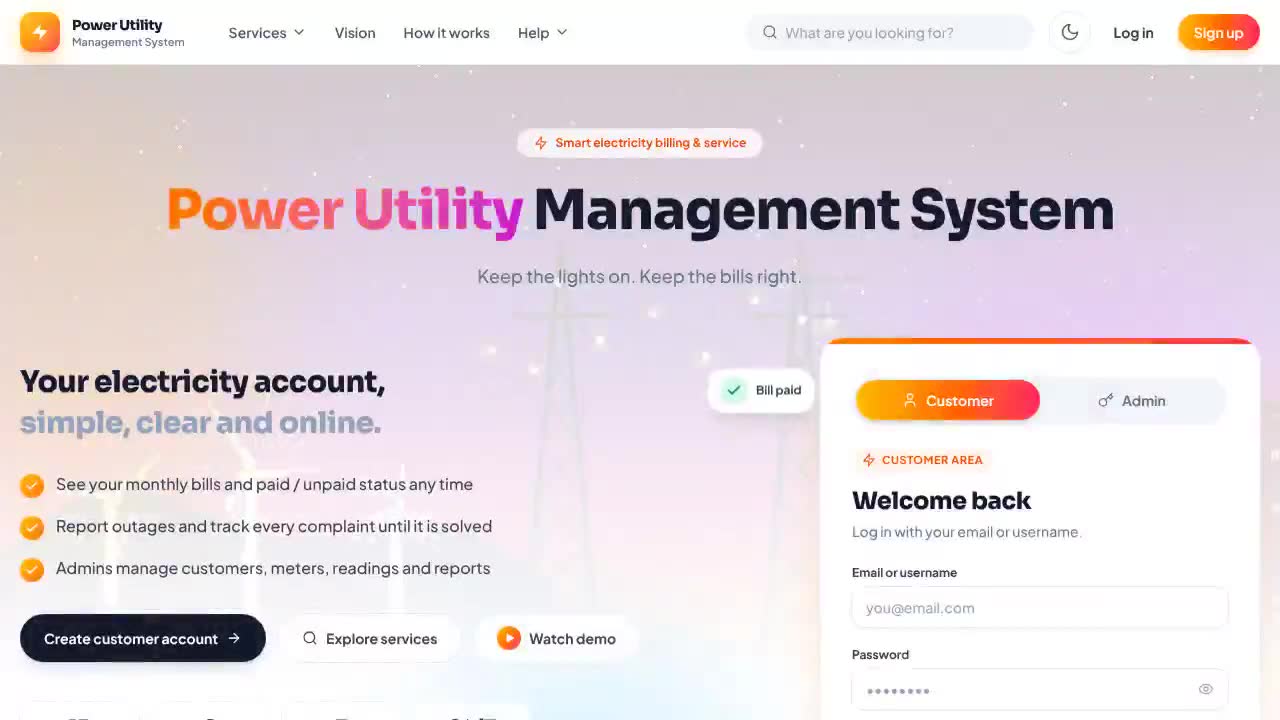 Power Utility
Management System
Services
Vision
How it works
Help
What are you looking for?
Log in
Sign up
Smart electricity billing & service
Power Utility Management System
Keep the lights on. Keep the bills right.
Your electricity account,
simple, clear and online.
See your monthly bills and paid / unpaid status any time
Report outages and track every complaint until it is solved
Admins manage customers, meters, readings and reports
Create customer account
Explore services
Watch demo
Bill paid
Customer
Admin
CUSTOMER AREA
Welcome back
Log in with your email or username.
Email or username
you@email.com
Password